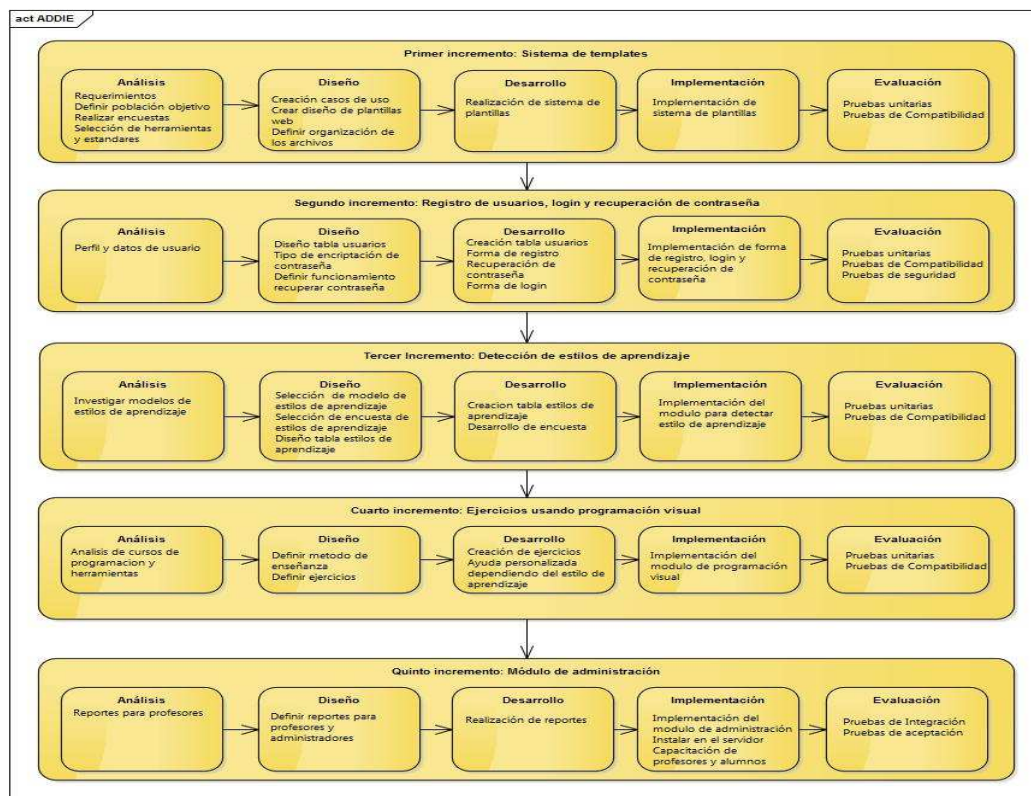 act ADDIE
Primer incremento: Sistema de templates
Análisis
Requerimientos
Definir población objetivo
Realizar encuestas
Selección de herramientas
y estandares
Diseño
Creación casos de uso
Crear diseño de plantillas
web
Definir organización de
los archivos
Desarrollo
Realización de sistema de
plantillas
Implementación
Implementación de
sistema de plantillas
Evaluación
Pruebas unitarias
Pruebas de Compatibilidad
Segundo incremento: Registro de usuarios, login y recuperación de contraseña
Análisis
Perfil y datos de usuario
Diseño
Diseño tabla usuarios
Tipo de encriptación de
contraseña
Definir funcionamiento
recuperar contraseña
Desarrollo
Creación tabla usuarios
Forma de registro
Recuperación de
contraseña
Forma de login
Implementación
Implementación de forma
de registro, login y
recuperación de
contraseña
Evaluación
Pruebas unitarias
Pruebas de Compatibilidad
Pruebas de seguridad
Tercer Incremento: Detección de estilos de aprendizaje
Análisis
Investigar modelos de
estilos de aprendizaje
Diseño
Selección de modelo de
estilos de aprendizaje
Selección de encuesta de
estilos de aprendizaje
Diseño tabla estilos de
aprendizaje
Desarrollo
Creacion tabla estilos de
aprendizaje
Desarrollo de encuesta
Implementación
Implementación del
modulo para detectar
estilo de aprendizaje
Evaluación
Pruebas unitarias
Pruebas de Compatibilidad
Cuarto incremento: Ejercicios usando programación visual
Análisis
Analisis de cursos de
programacion y
herramientas
Diseño
Definir metodo de
enseñanza
Definir ejercicios
Desarrollo
Creación de ejercicios
Ayuda personalizada
dependiendo del estilo de
aprendizaje
Implementación
Implementación del
modulo de programación
visual
Evaluación
Pruebas unitarias
Pruebas de Compatibilidad
Quinto incremento: Módulo de administración
Análisis
Reportes para profesores
Diseño
Definir reportes para
profesores y
administradores
Desarrollo
Realización de reportes
Implementación
Implementación del
modulo de administración
Instalar en el servidor
Capacitación de
profesores y alumnos
Evaluación
Pruebas de Integración
Pruebas de aceptación